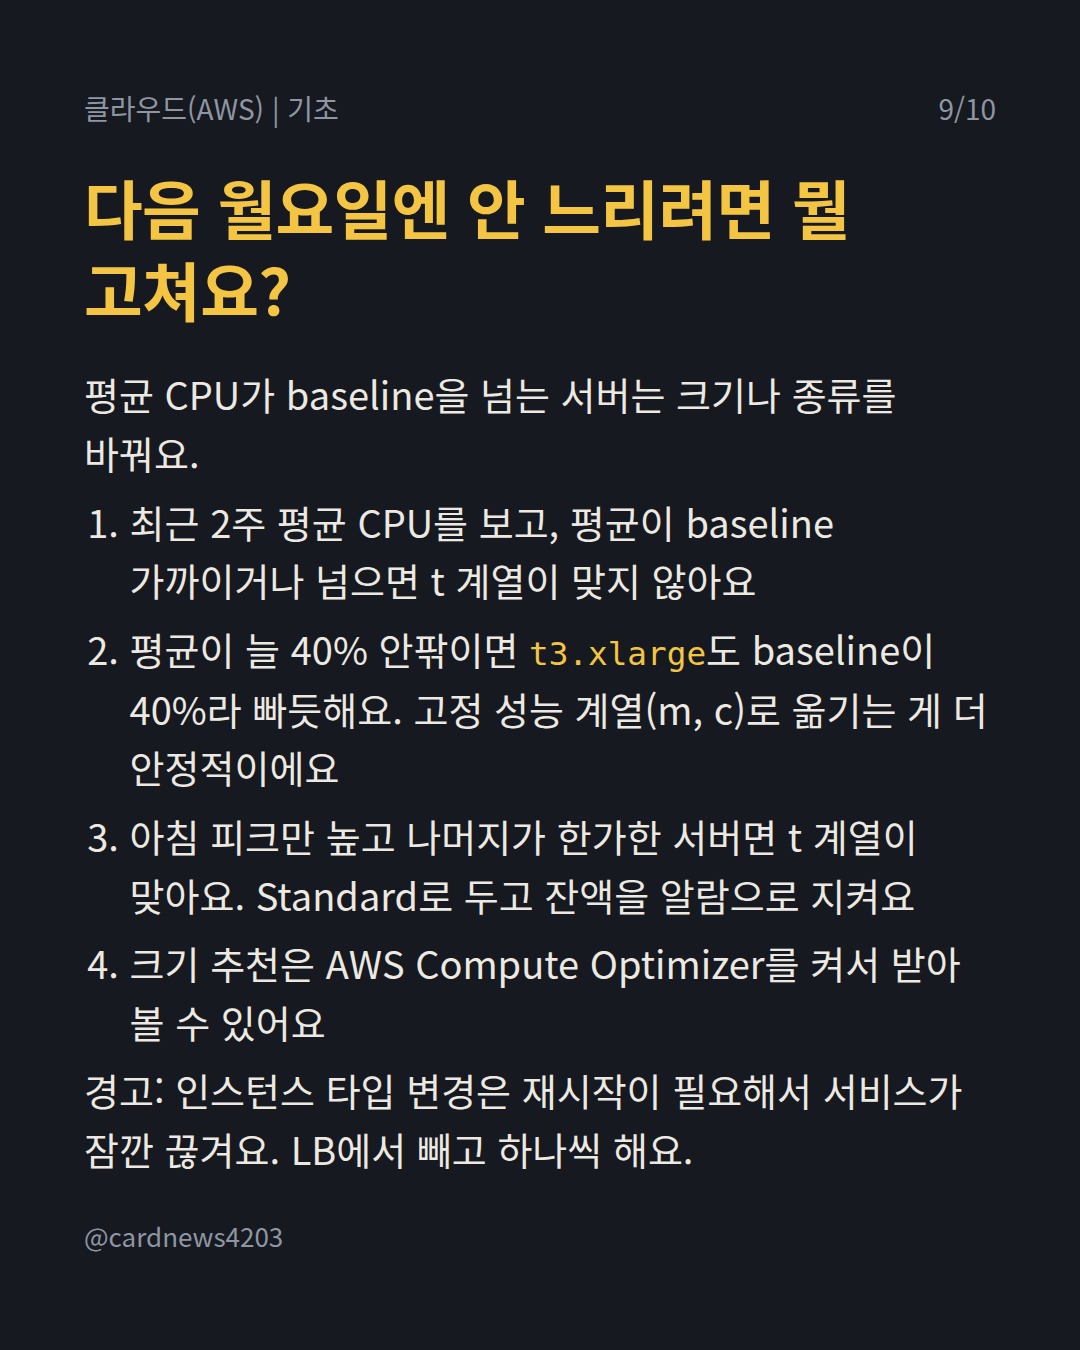 클라우드(AWS) | 기초
9/10
다음 월요일엔 안 느리려면 뭘
고쳐요?
평균 CPU가 baseline을 넘는 서버는 크기나 종류를
바꿔요.
1. 최근 2주 평균 CPU를 보고, 평균이 baseline
가까이거나 넘으면 t 계열이 맞지 않아요
2. 평균이 늘 40% 안팎이면 t3.xlarge도 baseline이
40%라 빠듯해요. 고정 성능 계열(m, c)로 옮기는 게 더
안정적이에요
3. 아침 피크만 높고 나머지가 한가한 서버면 t 계열이
맞아요. Standard로 두고 잔액을 알람으로 지켜요
4. 크기 추천은 AWS Compute Optimizer를 켜서 받아
볼 수 있어요
경고: 인스턴스 타입 변경은 재시작이 필요해서 서비스가
잠깐 끊겨요. LB에서 빼고 하나씩 해요.
@cardnews4203